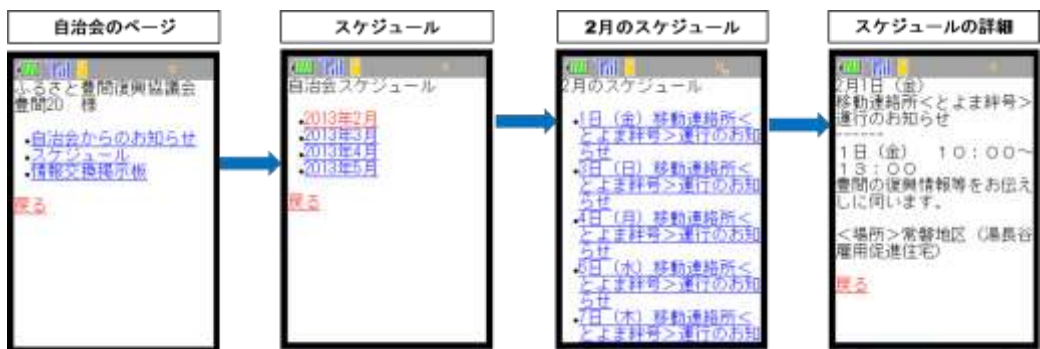 自治会のページ
ふるさと豊間復興協議会
豊間20 様
・自治会からのお知らせ
・スケジュール
・情報交換掲示板
戻る
スケジュール
自治会スケジュール
・2013年2月
・2013年3月
・2013年4月
・2013年5月
戻る
2月のスケジュール
2月のスケジュール
・1日（金）移動連絡所<
とよま絆号>運行のお知
らせ
・3日（日）移動連絡所<
とよま絆号>運行のお知
らせ
・4日（月）移動連絡所<
とよま絆号>運行のお知
らせ
・6日（水）移動連絡所<
とよま絆号>運行のお知
らせ
・7日（木）移動連絡所<
とよま絆号>運行のお知
スケジュールの詳細
2月1日（金）
移動連絡所<とよま絆号>
運行のお知らせ
------
１日（金）　１０：００～
１３：００
豊間の復興情報等をお伝え
しに伺います。
＜場所＞常磐地区（湯長谷
雇用促進住宅）
戻る